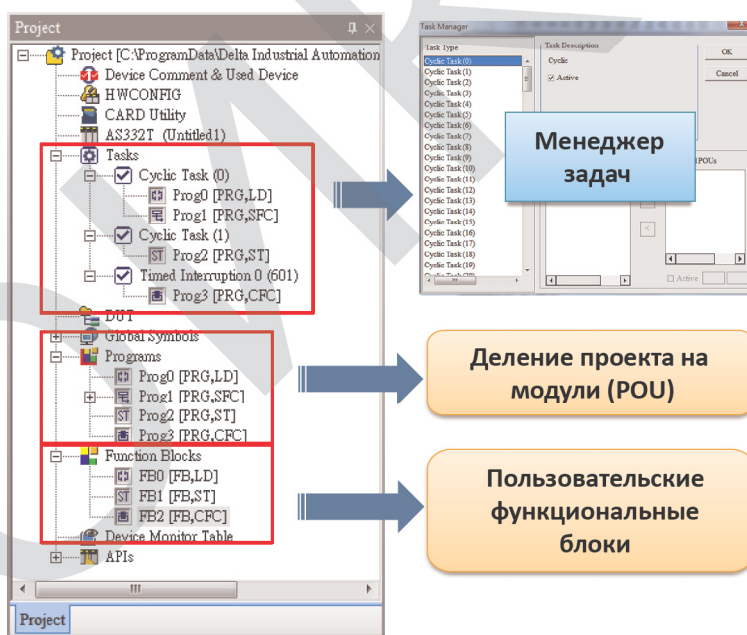 Project
Project [C:\ProgramData\Delta Industrial Automation
Device Comment & Used Device
HWCONFIG
CARD Utility
AS332T (Untitled1)
Tasks
Cyclic Task (0)
Prog0 [PRG,LD]
Prog1 [PRG,SFC]
Cyclic Task (1)
ST Prog2 [PRG,ST]
Timed Interruption 0 (601)
Prog3 [PRG,CFC]
DUT
Global Symbols
Programs
Prog0 [PRG,LD]
Prog1 [PRG,SFC]
ST Prog2 [PRG,ST]
Prog3 [PRG,CFC]
Function Blocks
FB0 [FB,LD]
ST FB1 [FB,ST]
FB2 [FB,CFC]
Device Monitor Table
APIs
Project
Task Manager
Task Type
Cyclic Task (0)
Cyclic Task (1)
Cyclic Task (2)
Cyclic Task (3)
Cyclic Task (4)
Cyclic Task (5)
Cyclic Task (6)
Cyclic Task (7)
Cyclic Task (8)
Cyclic Task (9)
Cyclic Task (10)
Cyclic Task (11)
Cyclic Task (12)
Cyclic Task (13)
Cyclic Task (14)
Cyclic Task (15)
Cyclic Task (16)
Cyclic Task (17)
Cyclic Task (18)
Cyclic Task (19)
Cyclic Task (20)
Task Description
Cyclic
Active
OK
Cancel
POUs
<
Active
Менеджер
задач
Деление проекта на
модули (POU)
Пользовательские
функциональные
блоки